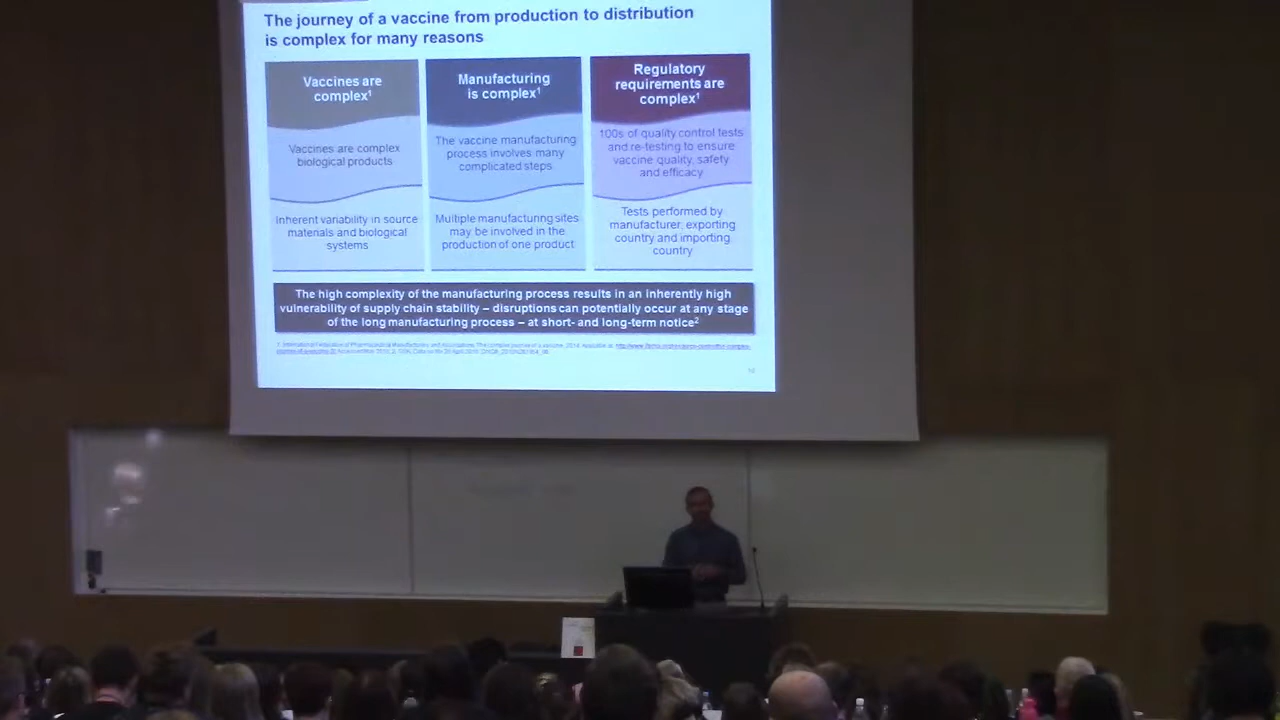 The journey of a vaccine from production to distribution
is complex for many reasons
Vaccines are
complex¹
Vaccines are complex
biological products
Inherent variability in source
materials and biological
systems
Manufacturing
is complex¹
The vaccine manufacturing
process involves many
complicated steps
Multiple manufacturing sites
may be involved in the
production of one product
Regulatory
requirements are
complex¹
100s of quality control tests
and re-testing to ensure
vaccine quality, safety
and efficacy
Tests performed by
manufacturer, exporting
country and importing
country
The high complexity of the manufacturing process results in an inherently high
vulnerability of supply chain stability – disruptions can potentially occur at any stage
of the long manufacturing process – at short- and long-term notice²